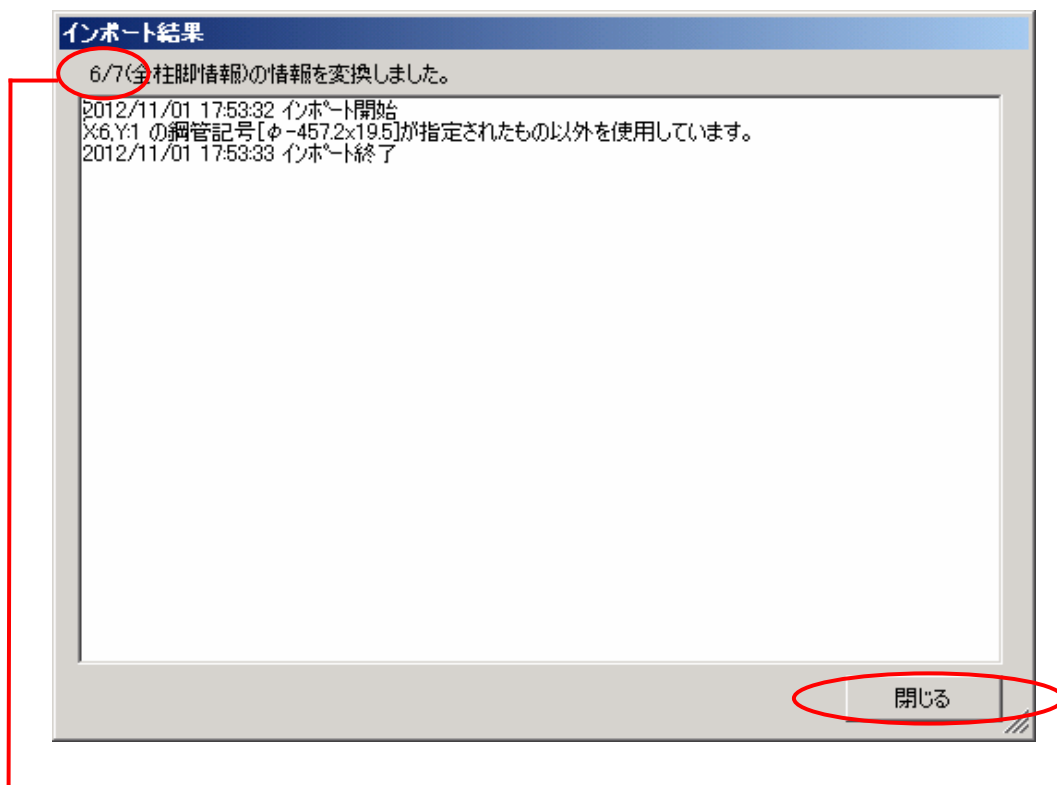 インポート結果
6/7(全柱脚情報)の情報を変換しました。
2012/11/01 17:53:32 インポート開始
X:6,Y:1 の鋼管記号[φ-457.2x19.5]が指定されたもの以外を使用しています。
2012/11/01 17:53:33 インポート終了
閉じる